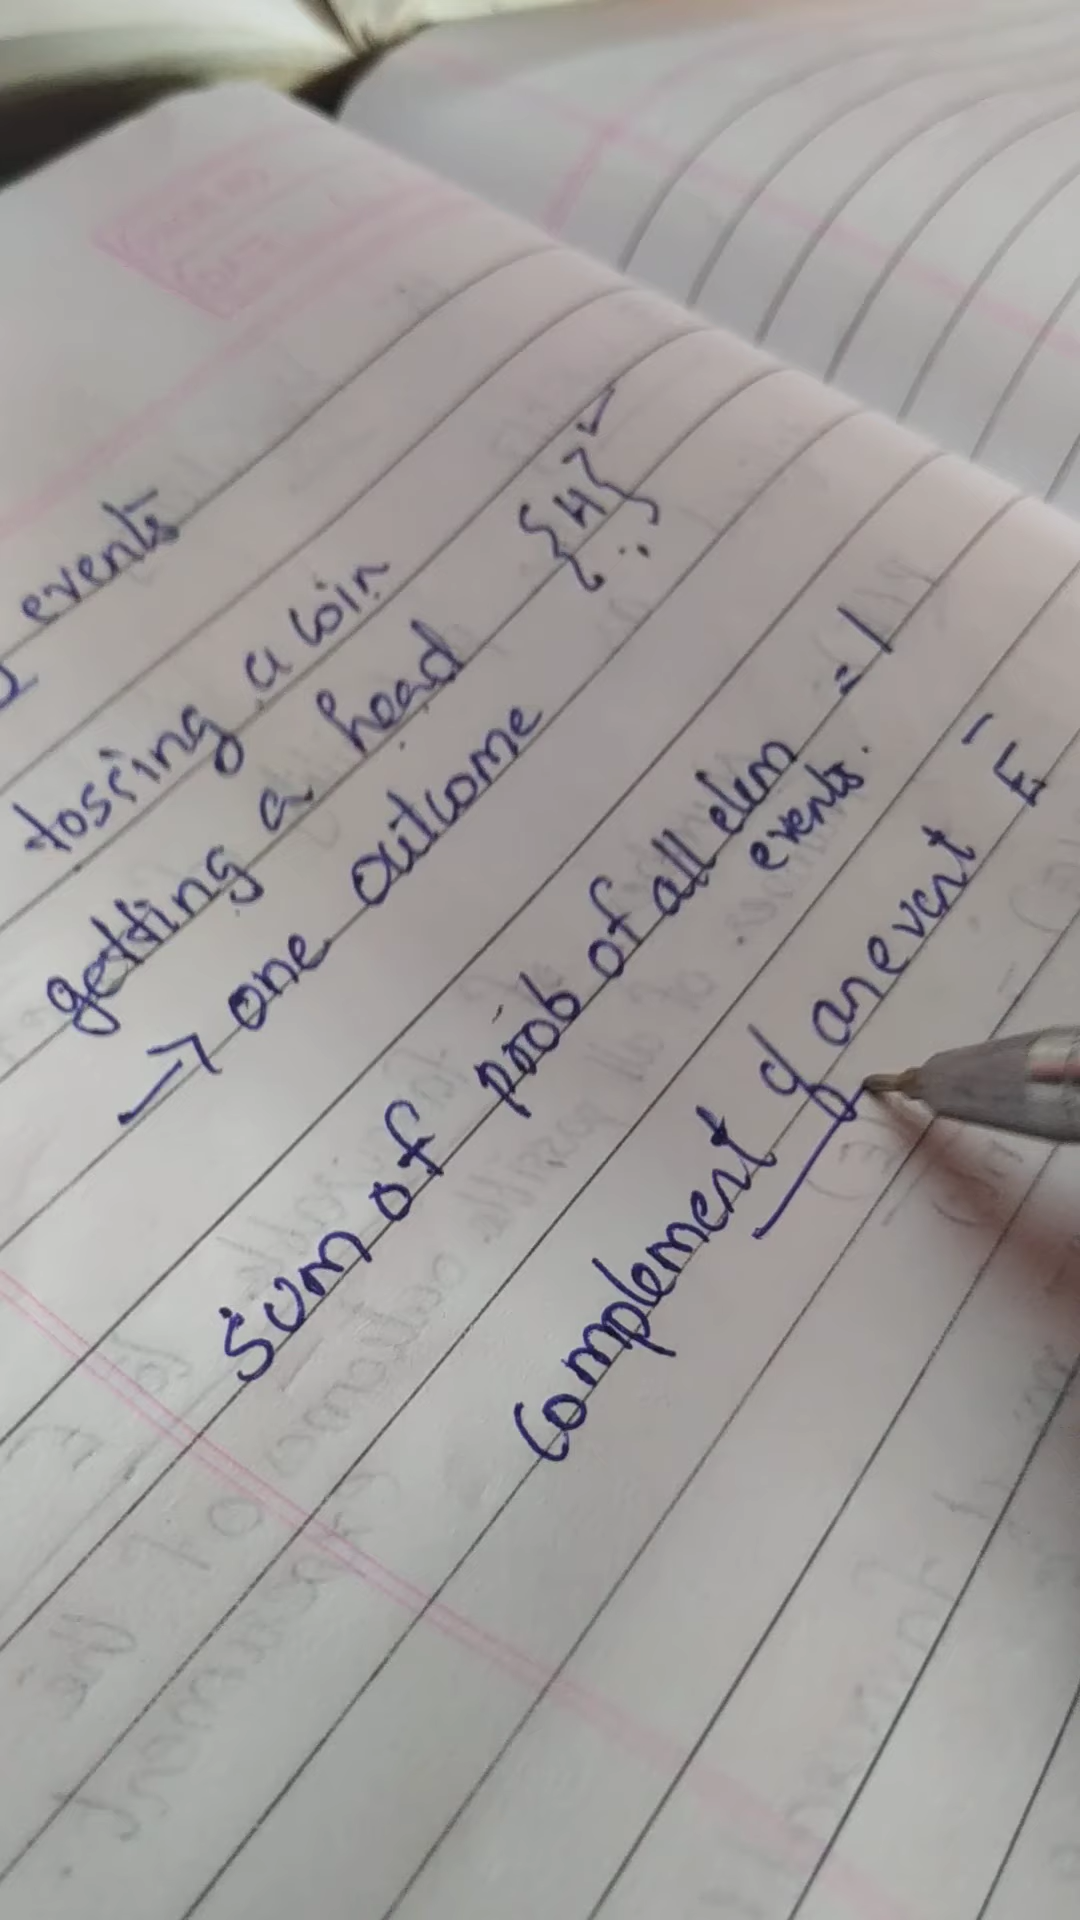 events
tossing a coin
getting a head {H} ✓
→ one outcome
Sum of prob of all elem events. = 1
Complement of an event E̅